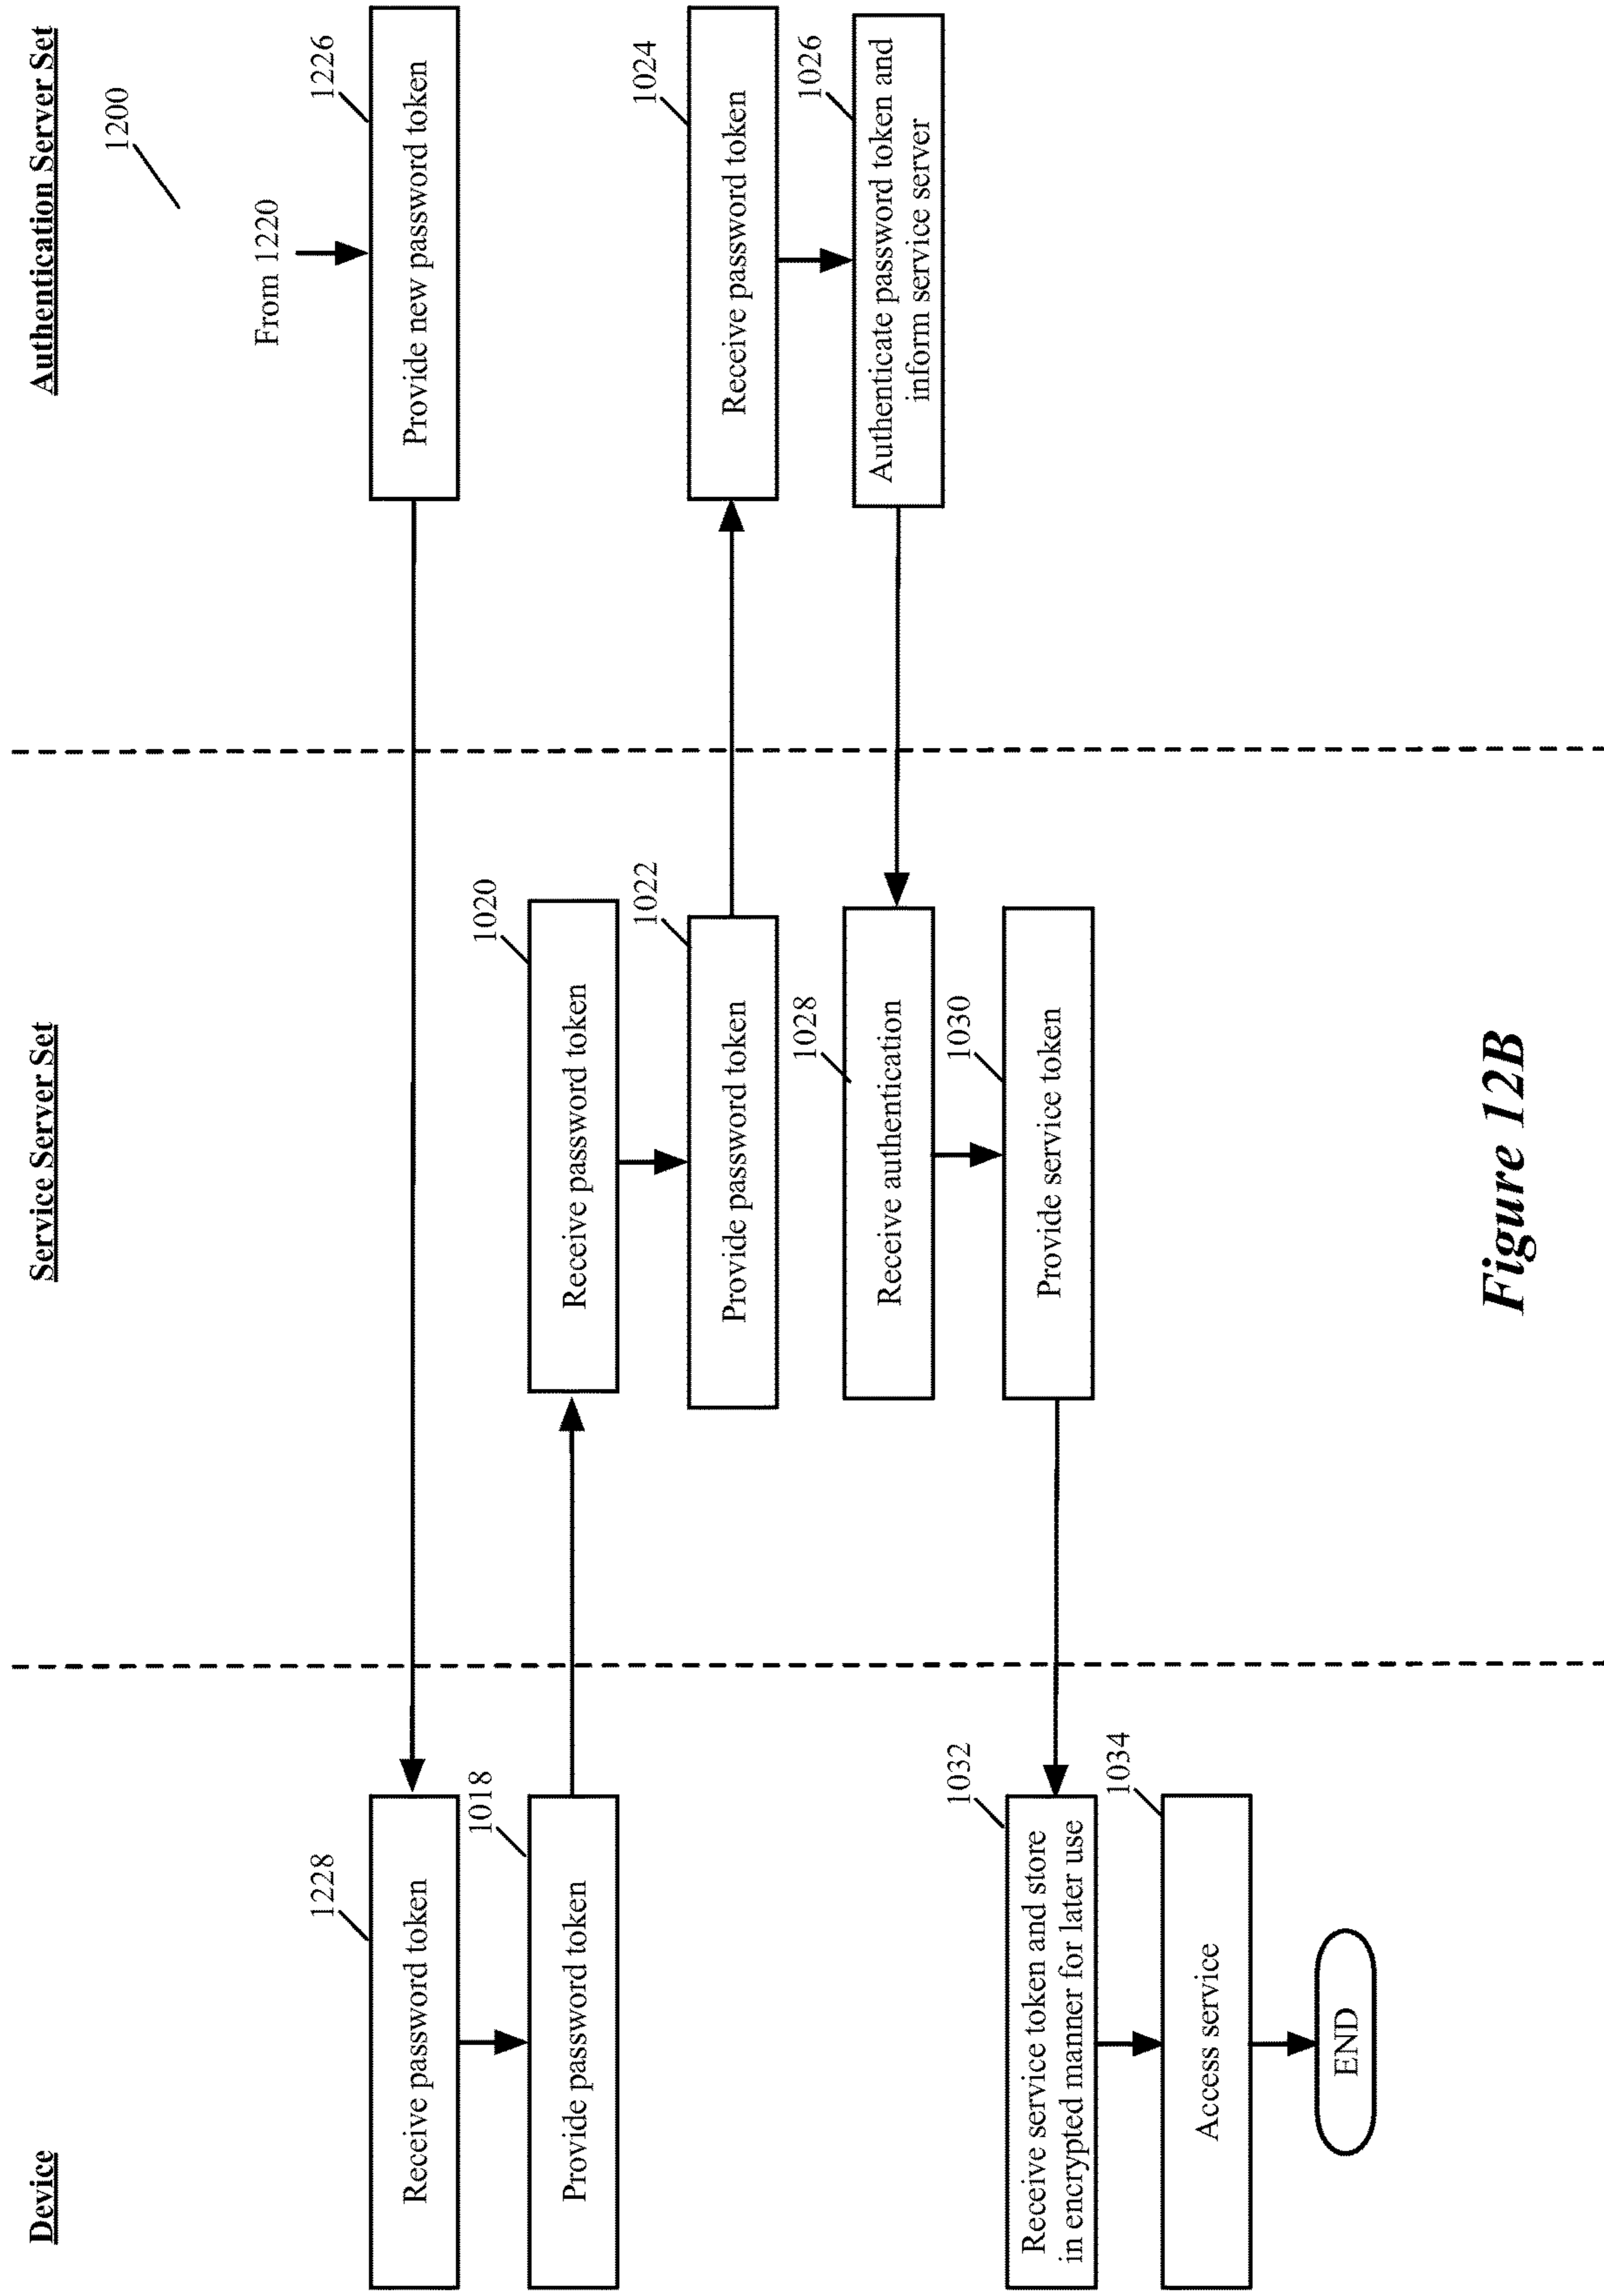 Device
Service Server Set
Authentication Server Set
1200
From 1220
1228
1226
Receive password token
Provide new password token
1018
1020
Provide password token
Receive password token
1022
1024
Provide password token
Receive password token
1028
1026
Receive authentication
Authenticate password token and
inform service server
1032
1030
Receive service token and store
in encrypted manner for later use
Provide service token
1034
Access service
END
Figure 12B